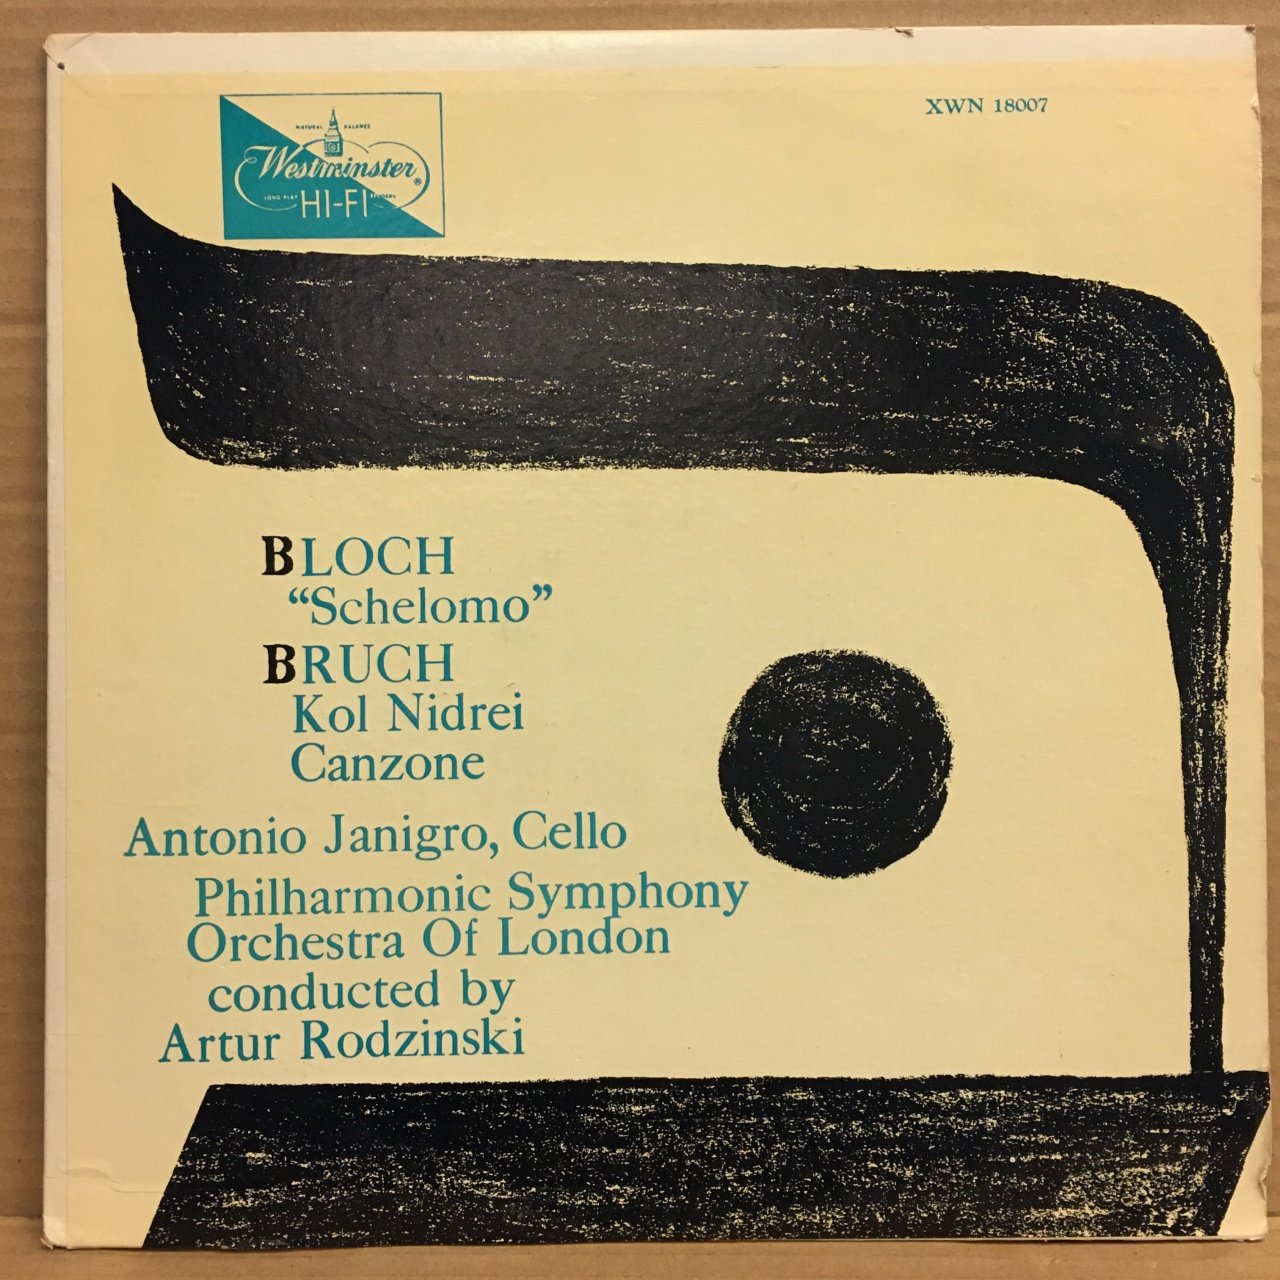 XWN 18007
NATURAL BALANCE
Westminster®
LONG PLAY HI-FI RECORDS
בּ
BLOCH
“Schelomo”
BRUCH
Kol Nidrei
Canzone
Antonio Janigro, Cello
Philharmonic Symphony
Orchestra Of London
conducted by
Artur Rodzinski